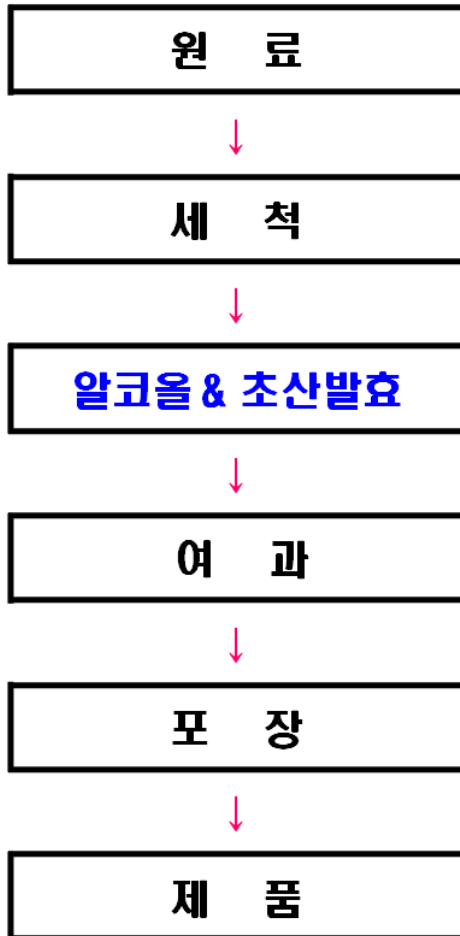 원 료
↓
세 척
↓
알코올 & 초산발효
↓
여 과
↓
포 장
↓
제 품